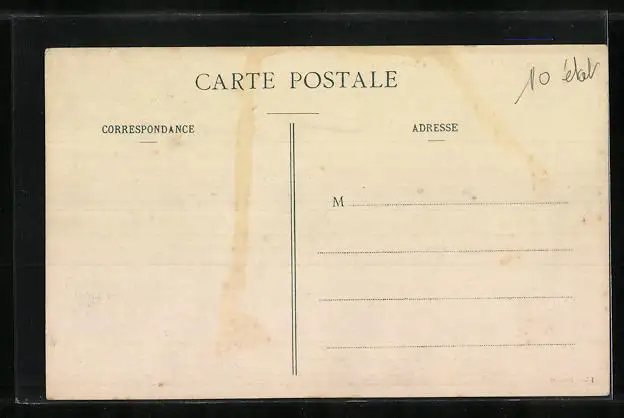 CARTE POSTALE
10 état
CORRESPONDANCE
ADRESSE
M